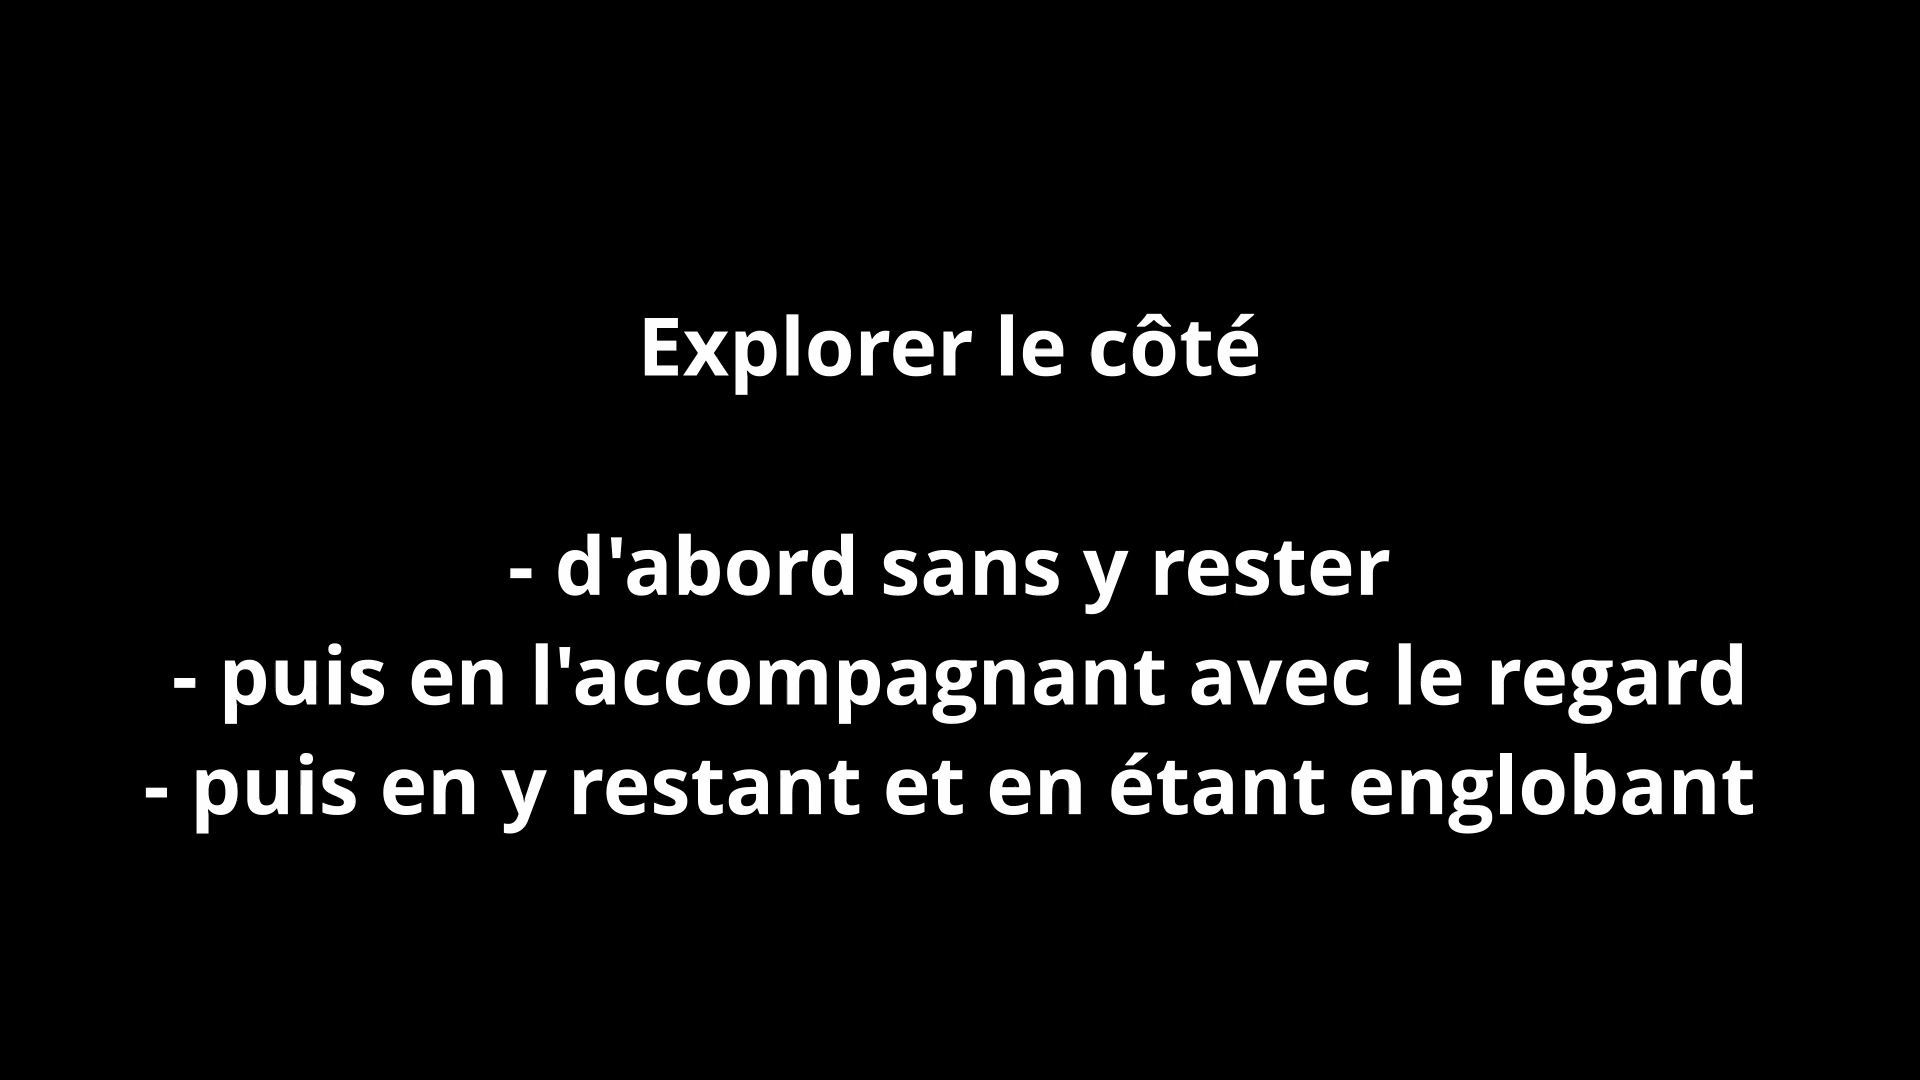 Explorer le côté
- d'abord sans y rester
- puis en l'accompagnant avec le regard
- puis en y restant et en étant englobant